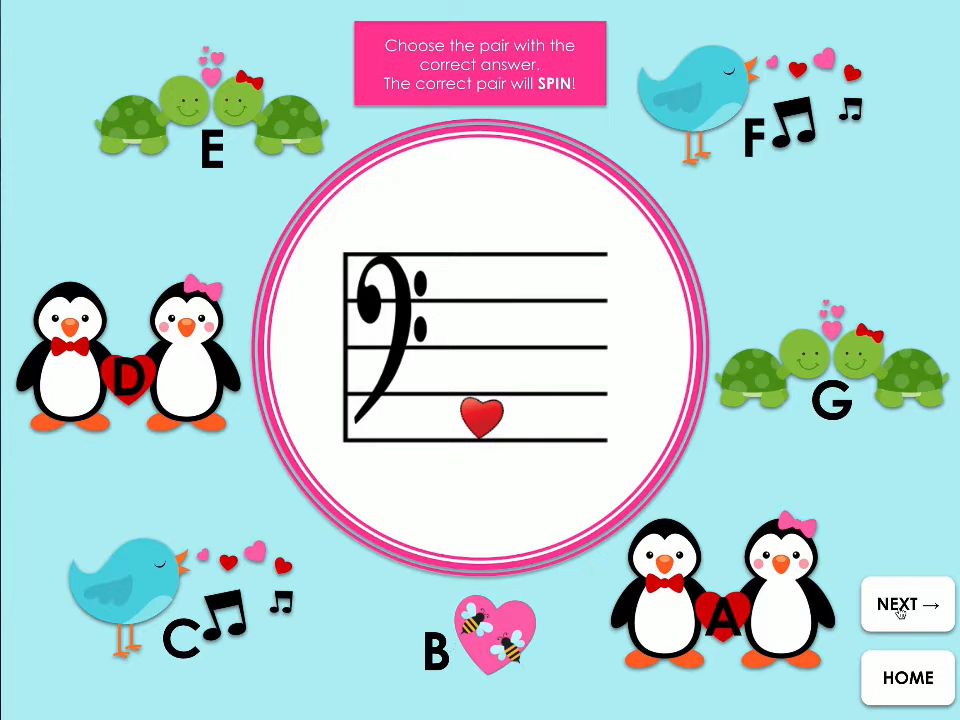 Choose the pair with the
correct answer.
The correct pair will SPIN!
E
F
D
G
C
B
A
NEXT →
HOME